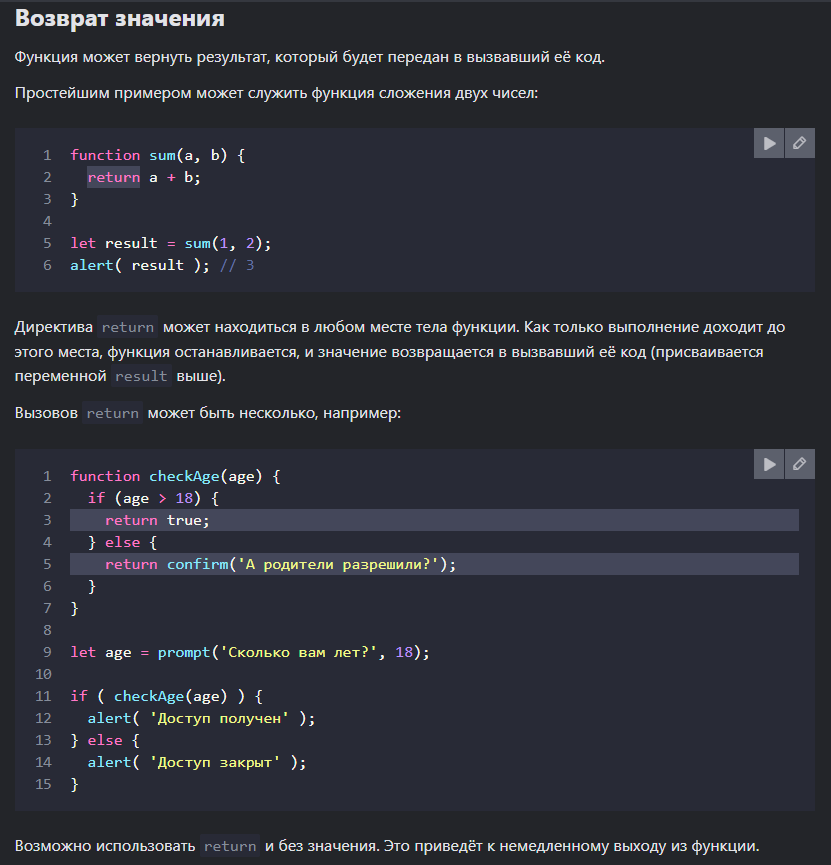 Возврат значения
Функция может вернуть результат, который будет передан в вызвавший её код.
Простейшим примером может служить функция сложения двух чисел:
1 function sum(a, b) {
2   return a + b;
3 }
4
5 let result = sum(1, 2);
6 alert( result ); // 3
Директива return может находиться в любом месте тела функции. Как только выполнение доходит до
этого места, функция останавливается, и значение возвращается в вызвавший её код (присваивается
переменной result выше).
Вызовов return может быть несколько, например:
1 function checkAge(age) {
2   if (age > 18) {
3     return true;
4   } else {
5     return confirm('А родители разрешили?');
6   }
7 }
8
9 let age = prompt('Сколько вам лет?', 18);
10
11 if ( checkAge(age) ) {
12   alert( 'Доступ получен' );
13 } else {
14   alert( 'Доступ закрыт' );
15 }
Возможно использовать return и без значения. Это приведёт к немедленному выходу из функции.